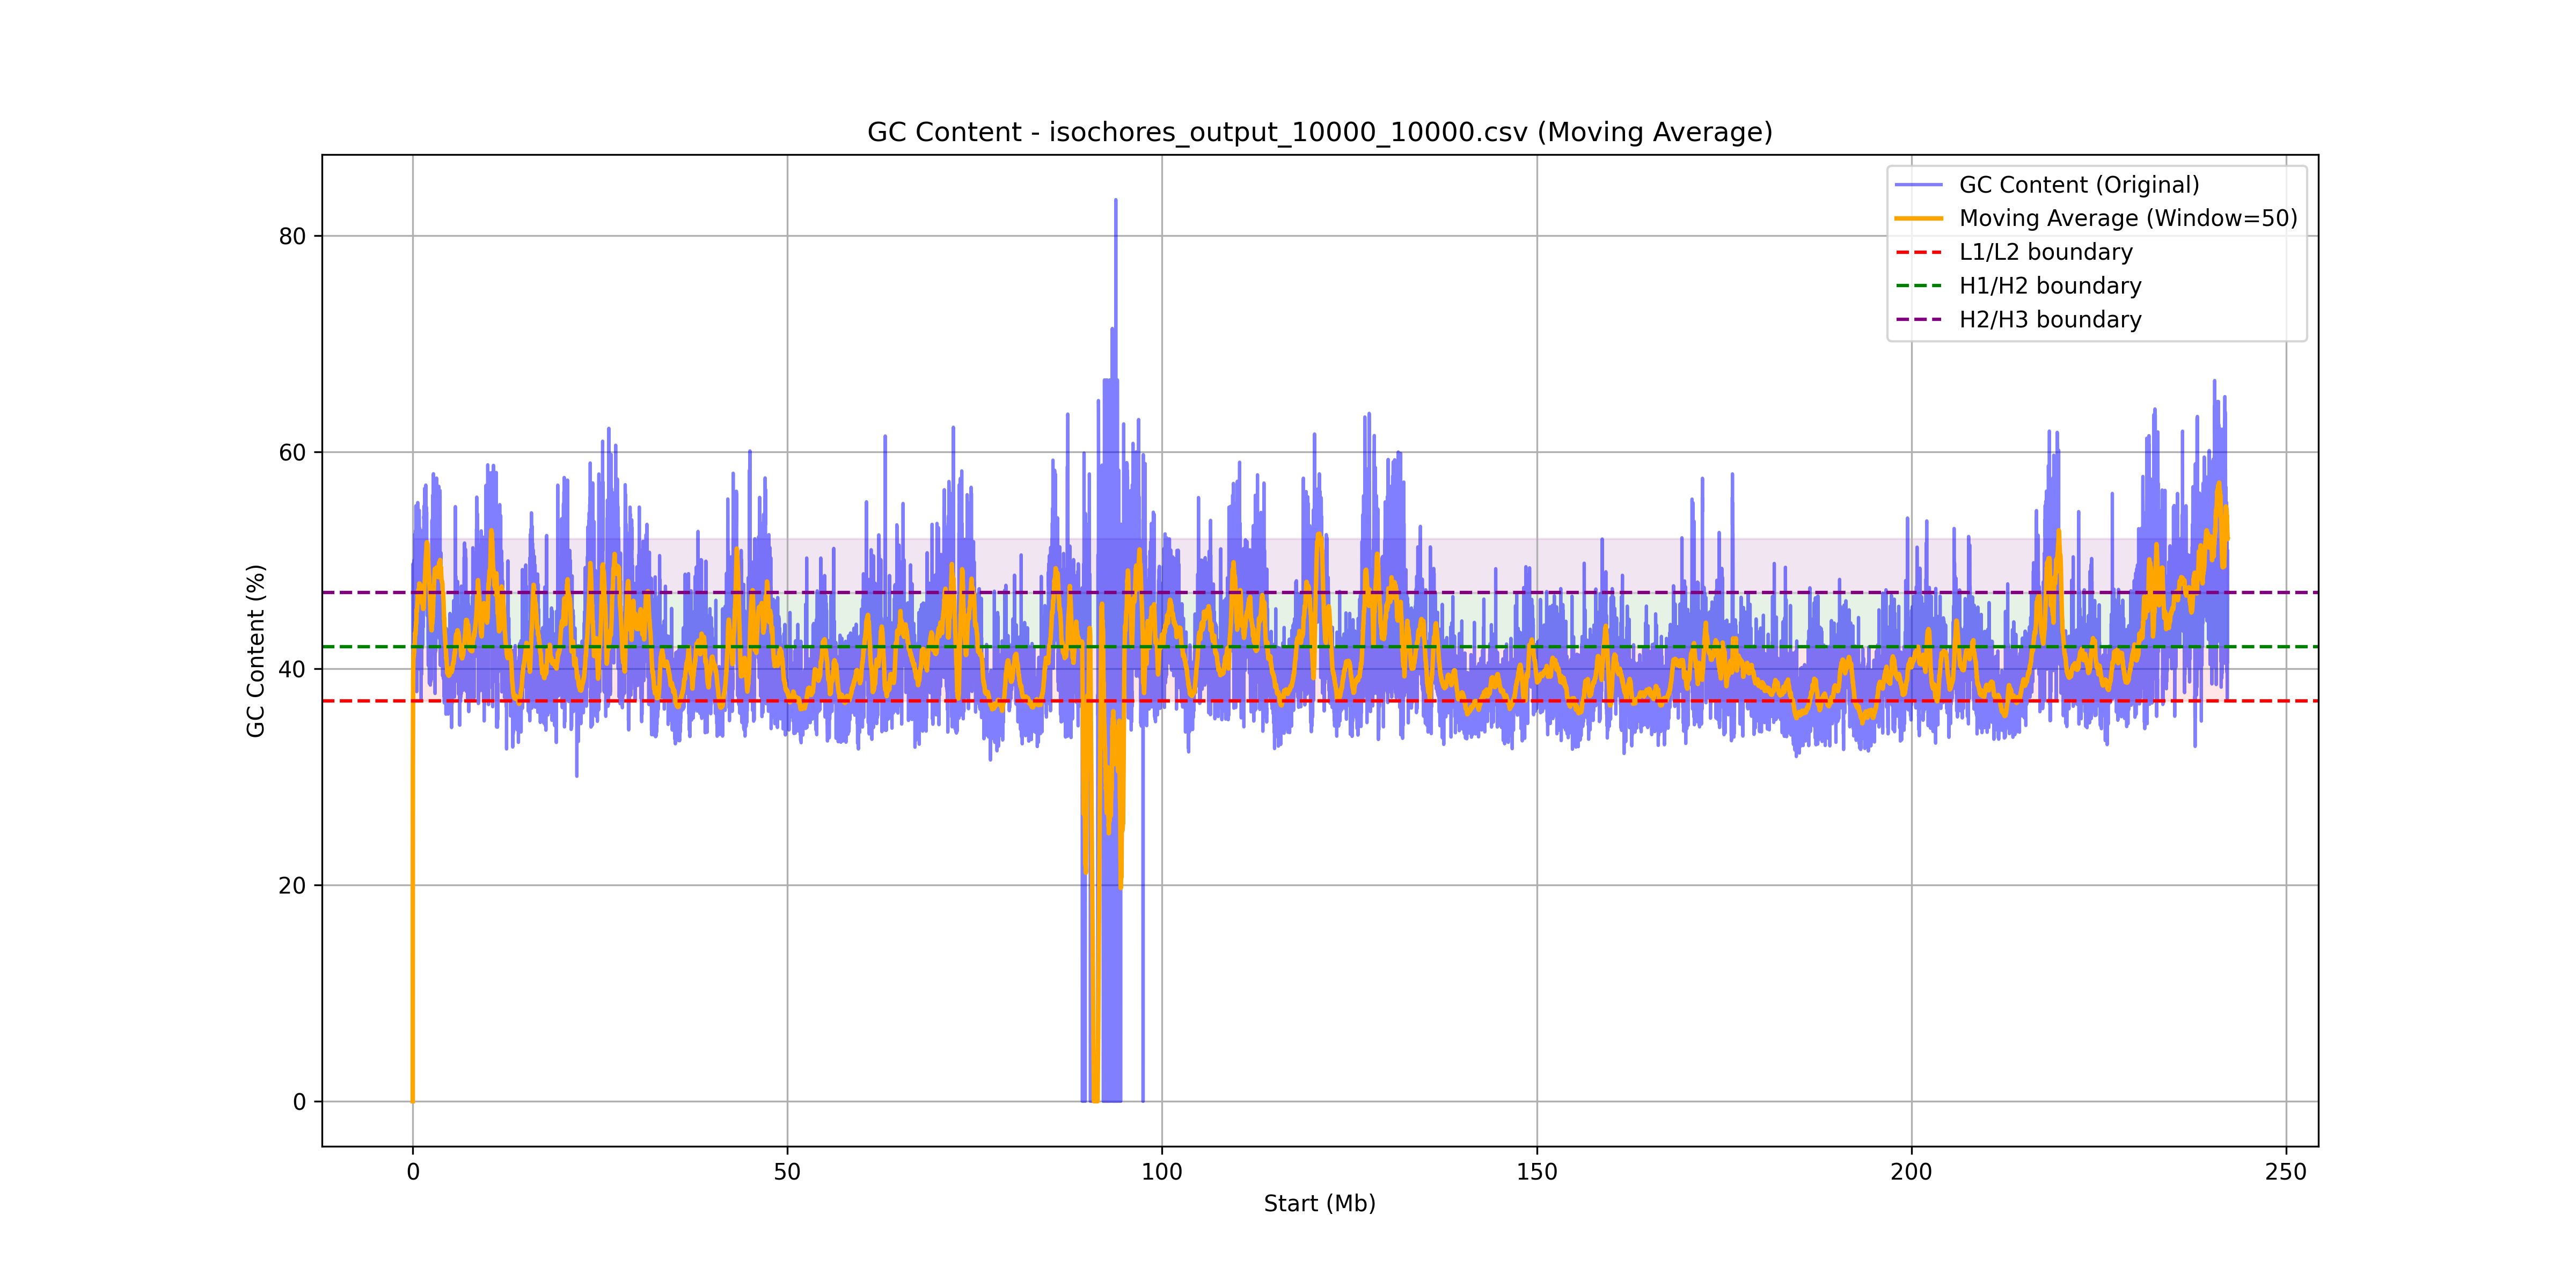 GC Content - isochores_output_10000_10000.csv (Moving Average)
GC Content (Original)
Moving Average (Window=50)
L1/L2 boundary
H1/H2 boundary
H2/H3 boundary
GC Content (%)
80
60
40
20
0
0 50 100 150 200 250
Start (Mb)